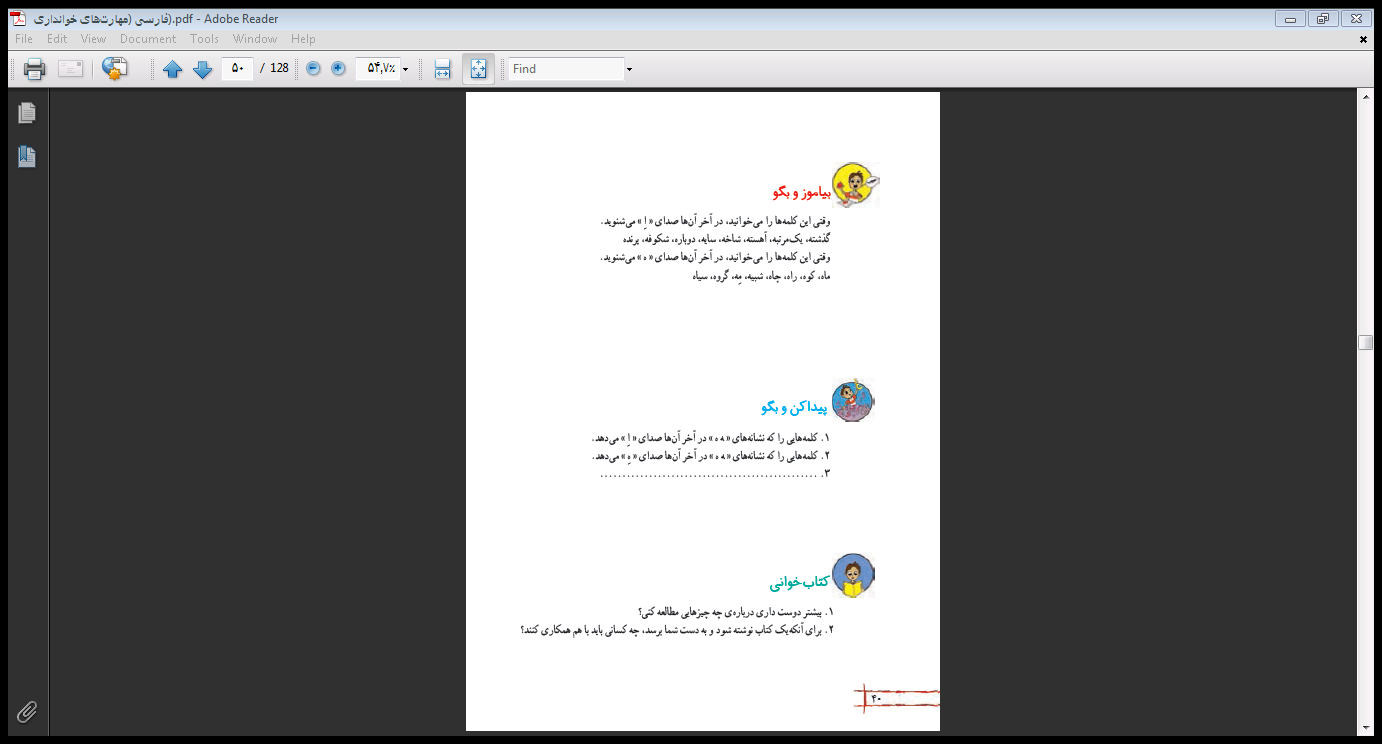 فارسی (مهارت‌های خوانداری).pdf - Adobe Reader
File Edit View Document Tools Window Help
۵۰ / 128 ۵۴,۷% Find
بیاموز و بگو
وقتی این کلمه‌ها را می‌خوانید، در آخر آن‌ها صدای « اِ » می‌شنوید.
گذشته، یک‌مرتبه، آهسته، شاخه، سایه، دوباره، شکوفه، پرنده
وقتی این کلمه‌ها را می‌خوانید، در آخر آن‌ها صدای « ه » می‌شنوید.
ماه، کوه، راه، چاه، شبیه، مِه، گروه، سیاه
پیدا کن و بگو
۱. کلمه‌هایی را که نشانه‌های « ـه ه » در آخر آن‌ها صدای « اِ » می‌دهد.
۲. کلمه‌هایی را که نشانه‌های « ـه ه » در آخر آن‌ها صدای « ه » می‌دهد.
۳. ................................................
کتاب‌خوانی
۱. بیشتر دوست داری درباره‌ی چه چیزهایی مطالعه کنی؟
۲. برای آنکه یک کتاب نوشته شود و به دست شما برسد، چه کسانی باید با هم همکاری کنند؟
۴۰